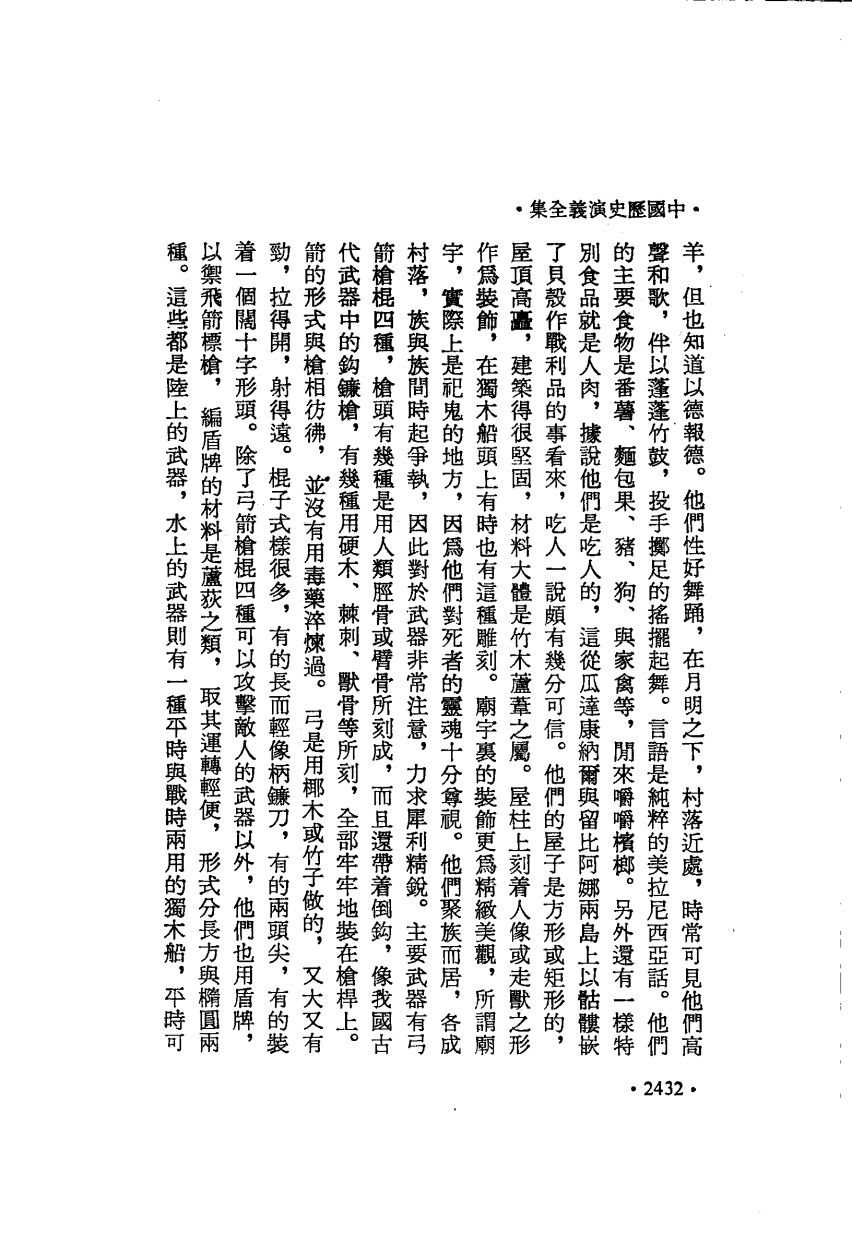 ·中國歷史演義全集·
羊，但也知道以德報德。他們性好舞踊，在月明之下，村落近處，時常可見他們高
聲和歌，伴以蓬蓬竹鼓，投手擲足的搖擺起舞。言語是純粹的美拉尼西亞話。他們
的主要食物是番薯、麵包果、豬、狗、與家禽等，閒來嚼嚼檳榔。另外還有一樣特
別食品就是人肉，據說他們是吃人的，這從瓜達康納爾與留比阿娜兩島上以骷髏嵌
了貝殼作戰利品的事看來，吃人一說頗有幾分可信。他們的屋子是方形或矩形的，
屋頂高矗，建築得很堅固，材料大體是竹木蘆葦之屬。屋柱上刻着人像或走獸之形
作爲裝飾，在獨木船頭上有時也有這種雕刻。廟宇裏的裝飾更爲精緻美觀，所謂廟
宇，實際上是祀鬼的地方，因爲他們對死者的靈魂十分尊視。他們聚族而居，各成
村落，族與族間時起爭執，因此對於武器非常注意，力求犀利精銳。主要武器有弓
箭槍棍四種，槍頭有幾種是用人類脛骨或臂骨所刻成，而且還帶着倒鈎，像我國古
代武器中的鈎鐮槍，有幾種用硬木、棘刺、獸骨等所刻，全部牢牢地裝在槍桿上。
箭的形式與槍相彷彿，並沒有用毒藥淬煉過。弓是用椰木或竹子做的，又大又有
勁，拉得開，射得遠。棍子式樣很多，有的長而輕像柄鐮刀，有的兩頭尖，有的裝
着一個闊十字形頭。除了弓箭槍棍四種可以攻擊敵人的武器以外，他們也用盾牌，
以禦飛箭標槍，編盾牌的材料是蘆荻之類，取其運轉輕便，形式分長方與橢圓兩
種。這些都是陸上的武器，水上的武器則有一種平時與戰時兩用的獨木船，平時可
·2432·